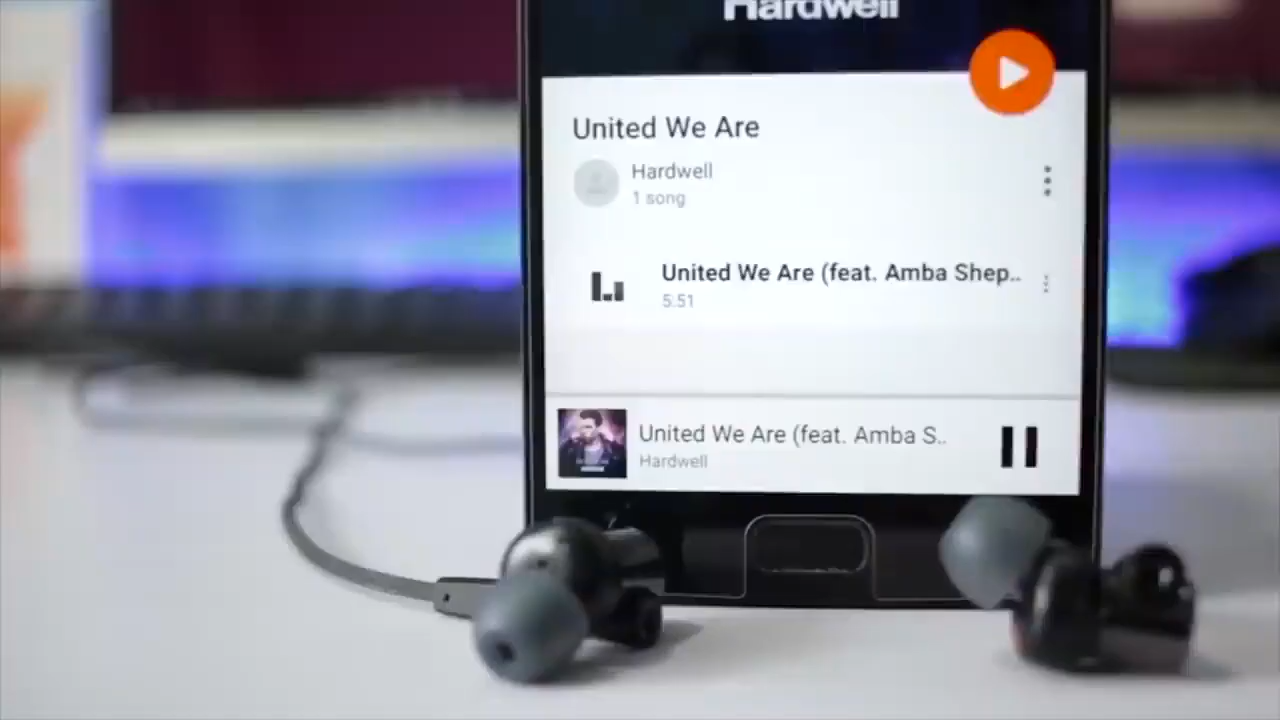 Hardwell
United We Are
Hardwell
1 song
United We Are (feat. Amba Shep..
5:51
United We Are (feat. Amba S..
Hardwell